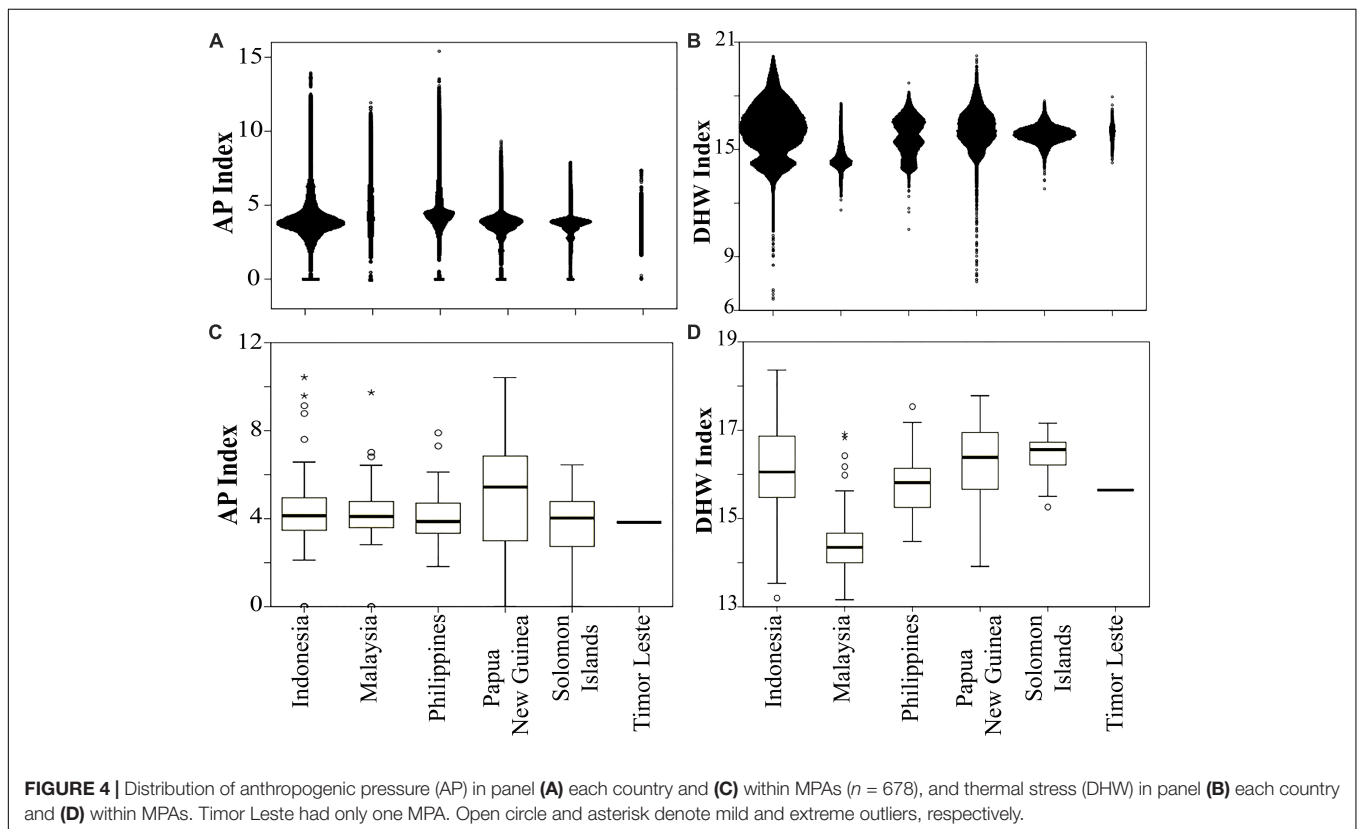 A
B
AP Index
15
10
5
0
DHW Index
21
15
9
6
C
D
AP Index
12
8
4
0
DHW Index
19
17
15
13
Indonesia
Malaysia
Philippines
Papua
New Guinea
Solomon
Islands
Timor Leste
Indonesia
Malaysia
Philippines
Papua
New Guinea
Solomon
Islands
Timor Leste
FIGURE 4 | Distribution of anthropogenic pressure (AP) in panel (A) each country and (C) within MPAs (n = 678), and thermal stress (DHW) in panel (B) each country
and (D) within MPAs. Timor Leste had only one MPA. Open circle and asterisk denote mild and extreme outliers, respectively.